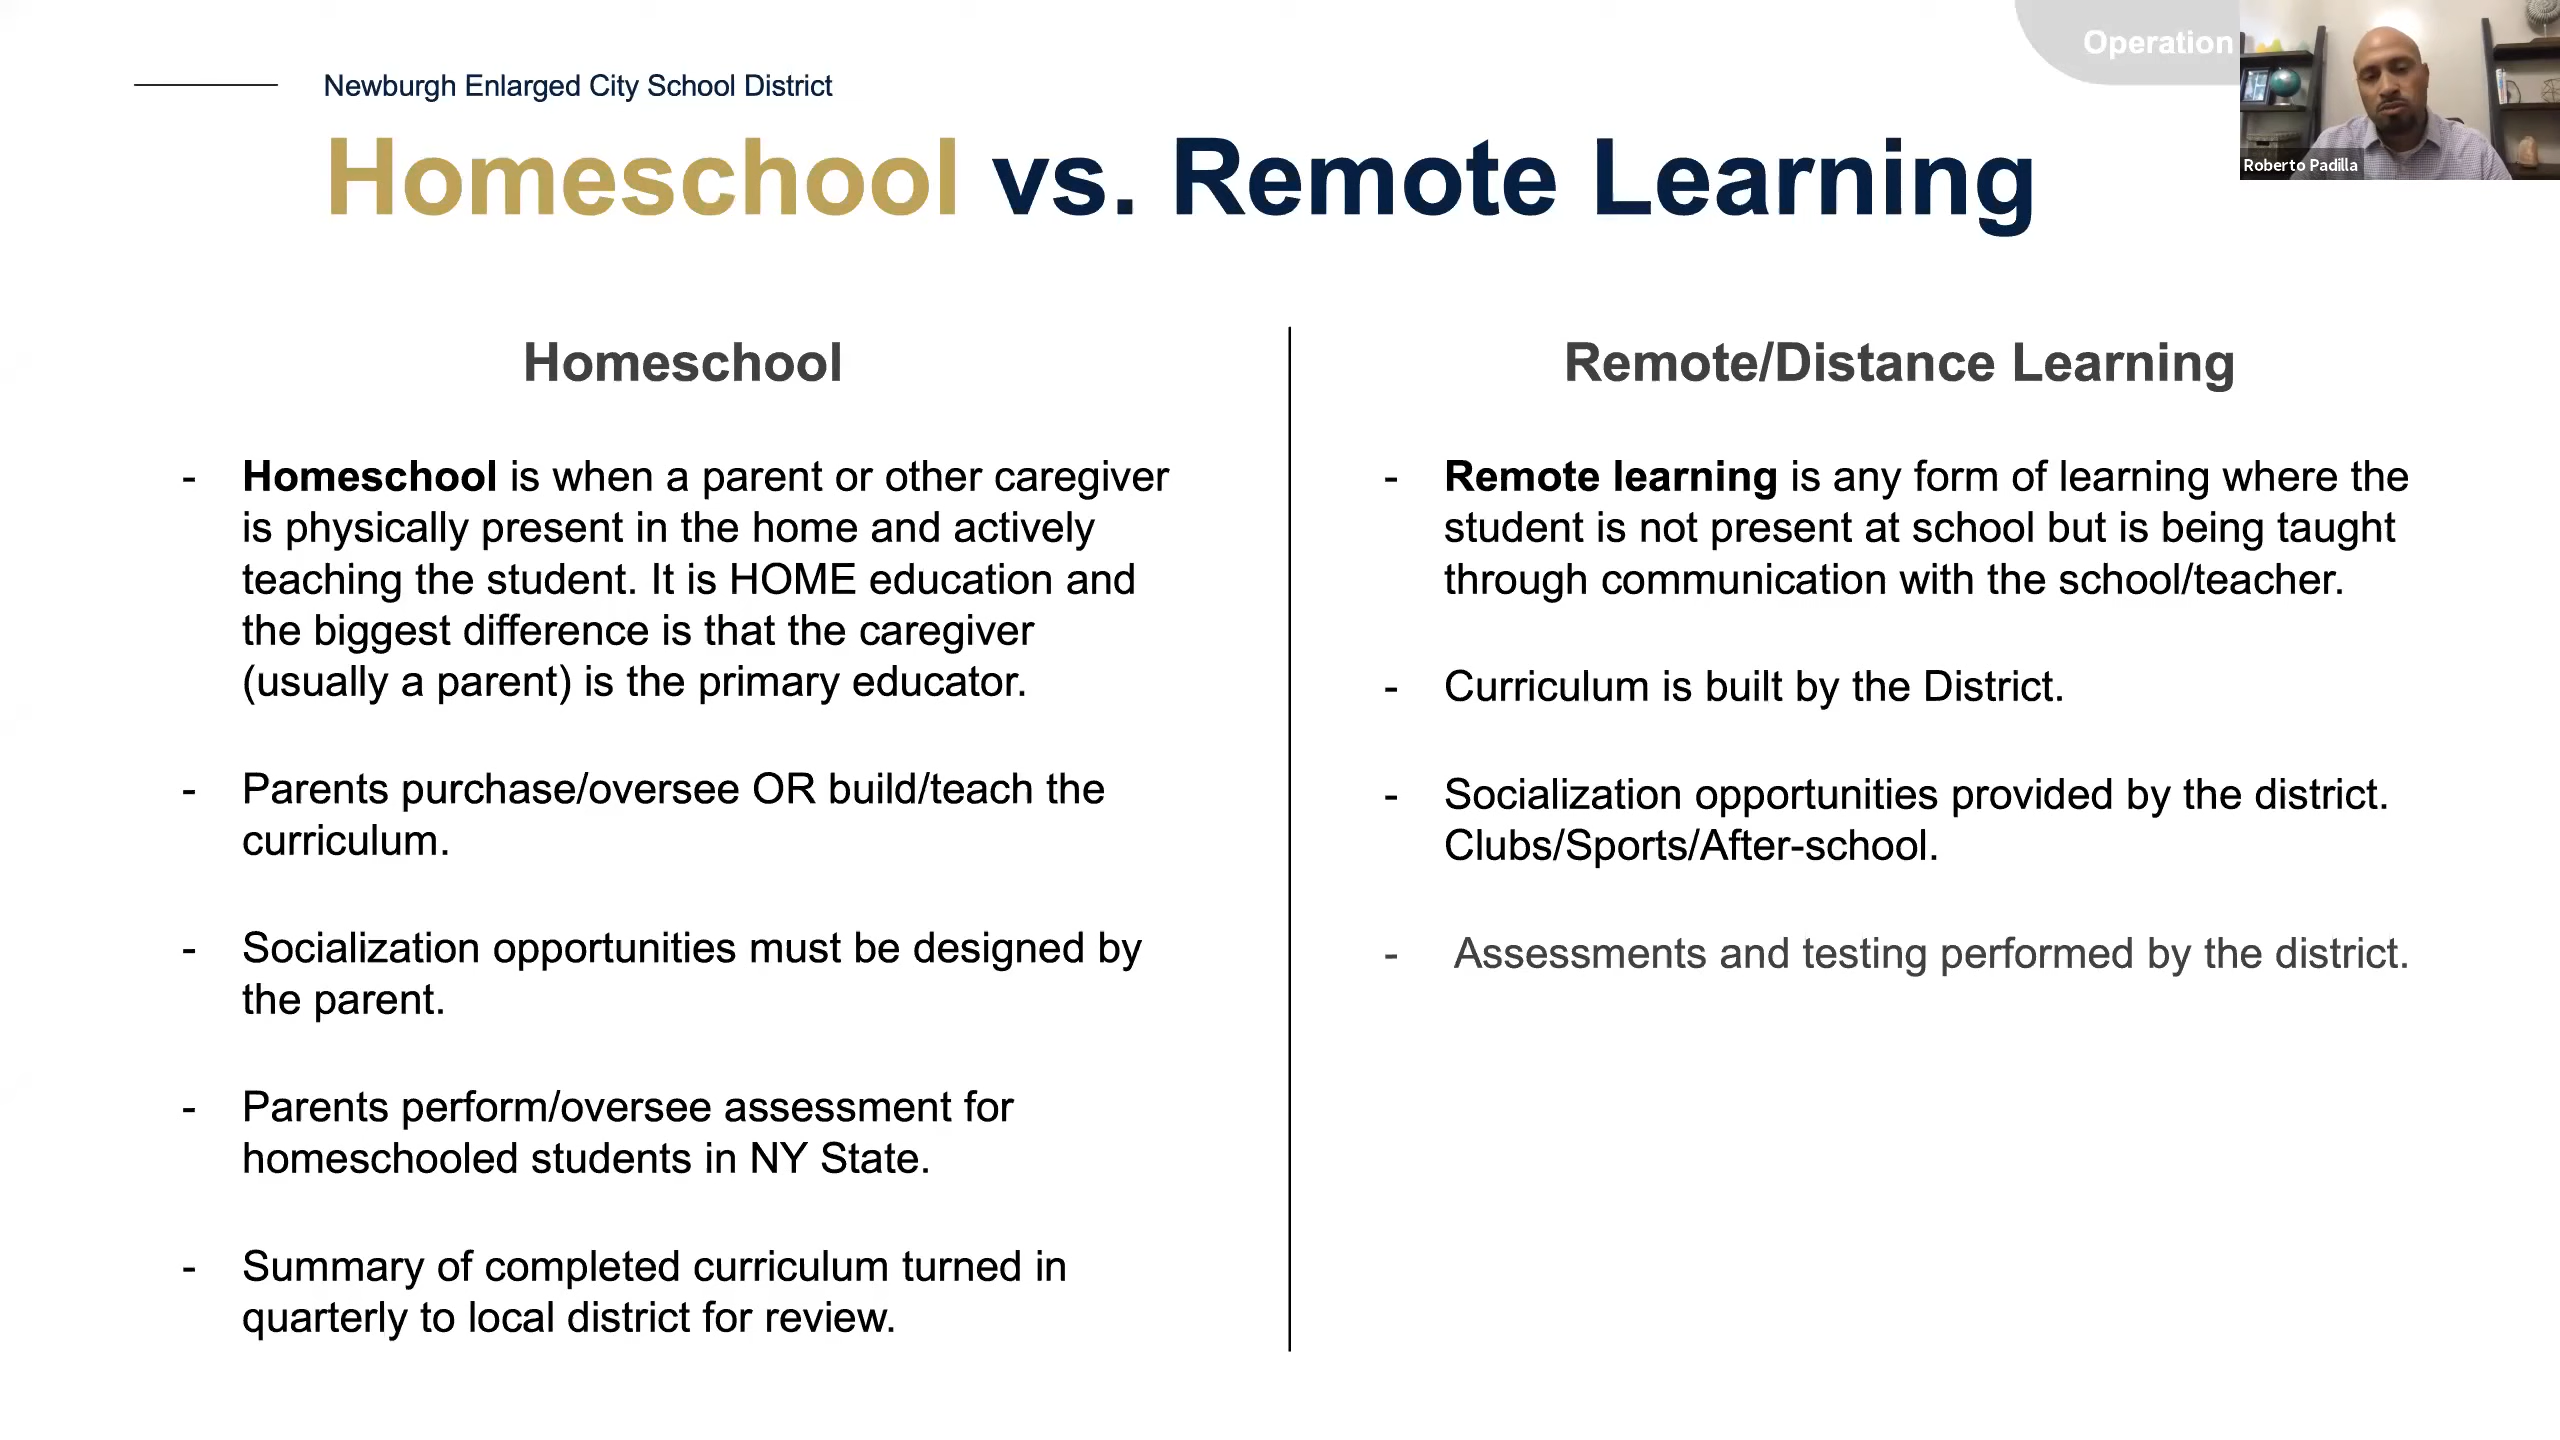 Operation
Roberto Padilla
Newburgh Enlarged City School District
Homeschool vs. Remote Learning
Homeschool
- Homeschool is when a parent or other caregiver
is physically present in the home and actively
teaching the student. It is HOME education and
the biggest difference is that the caregiver
(usually a parent) is the primary educator.
- Parents purchase/oversee OR build/teach the
curriculum.
- Socialization opportunities must be designed by
the parent.
- Parents perform/oversee assessment for
homeschooled students in NY State.
- Summary of completed curriculum turned in
quarterly to local district for review.
Remote/Distance Learning
- Remote learning is any form of learning where the
student is not present at school but is being taught
through communication with the school/teacher.
- Curriculum is built by the District.
- Socialization opportunities provided by the district.
Clubs/Sports/After-school.
- Assessments and testing performed by the district.